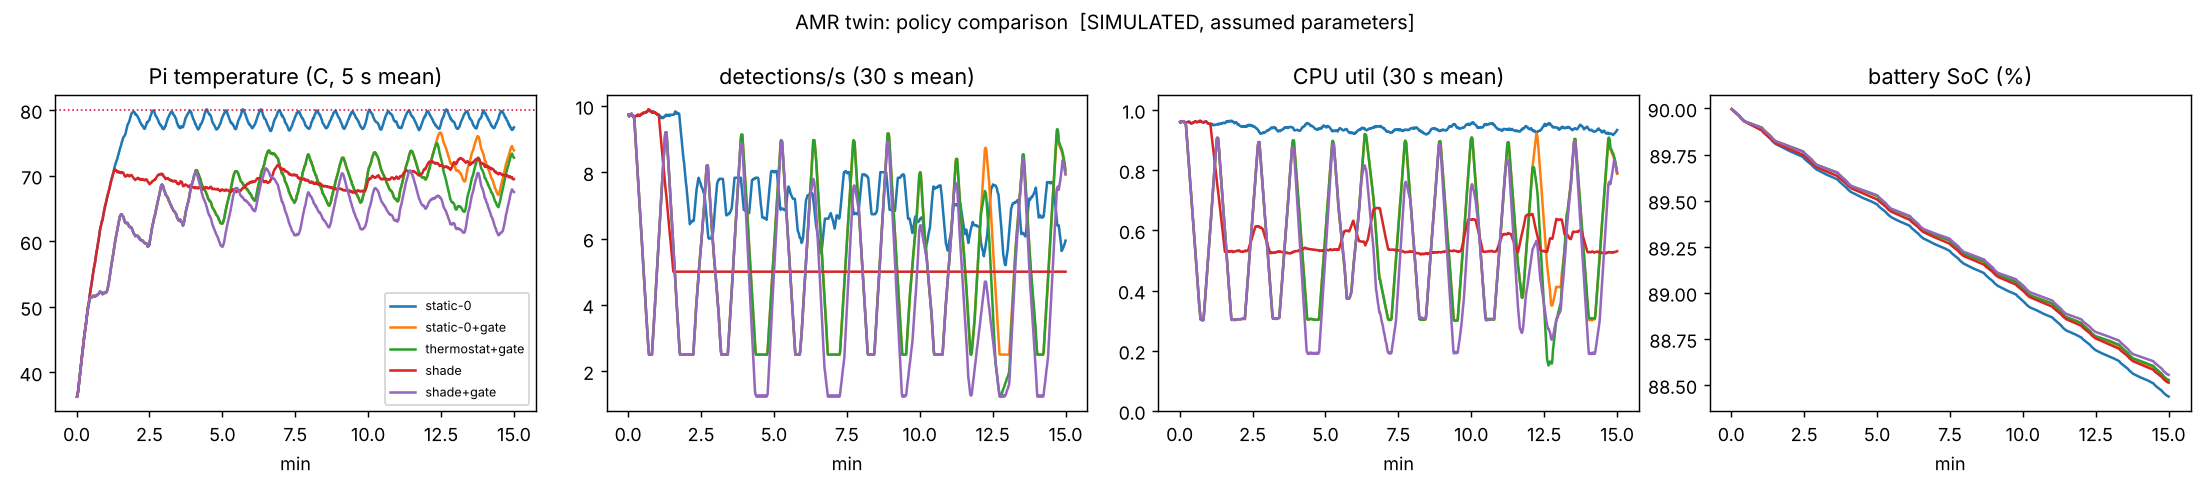 AMR twin: policy comparison  [SIMULATED, assumed parameters]
Pi temperature (C, 5 s mean)
80
70
60
50
40
0.0 2.5 5.0 7.5 10.0 12.5 15.0
min
static-0
static-0+gate
thermostat+gate
shade
shade+gate
detections/s (30 s mean)
10
8
6
4
2
0.0 2.5 5.0 7.5 10.0 12.5 15.0
min
CPU util (30 s mean)
1.0
0.8
0.6
0.4
0.2
0.0
0.0 2.5 5.0 7.5 10.0 12.5 15.0
min
battery SoC (%)
90.00
89.75
89.50
89.25
89.00
88.75
88.50
0.0 2.5 5.0 7.5 10.0 12.5 15.0
min